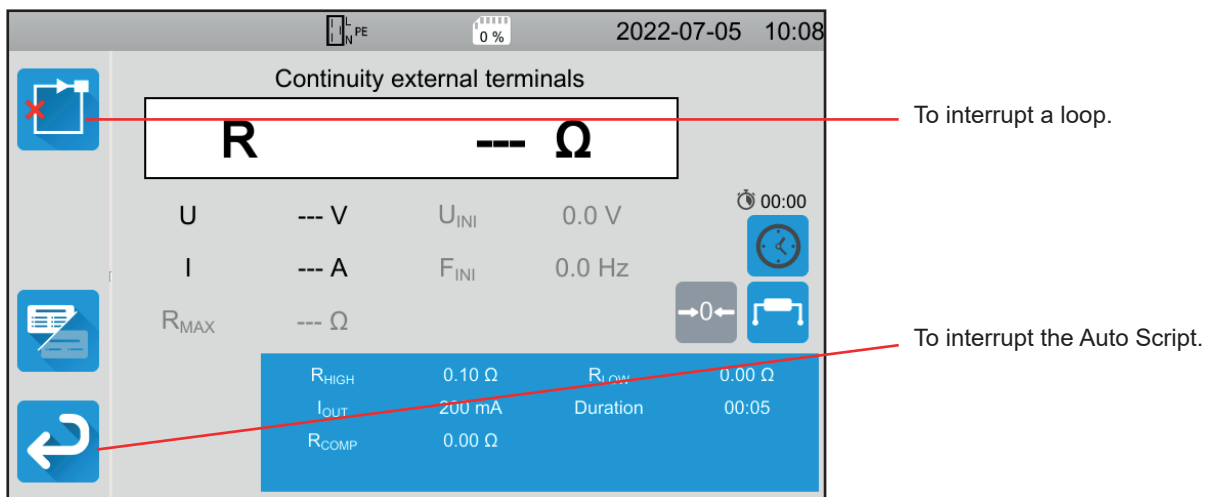 L
N PE
0 % 2022-07-05 10:08
Continuity external terminals
R --- Ω
To interrupt a loop.
U --- V UINI 0.0 V 00:00
I --- A FINI 0.0 Hz
RMAX --- Ω →0←
To interrupt the Auto Script.
RHIGH 0.10 Ω RLOW 0.00 Ω
IOUT 200 mA Duration 00:05
RCOMP 0.00 Ω